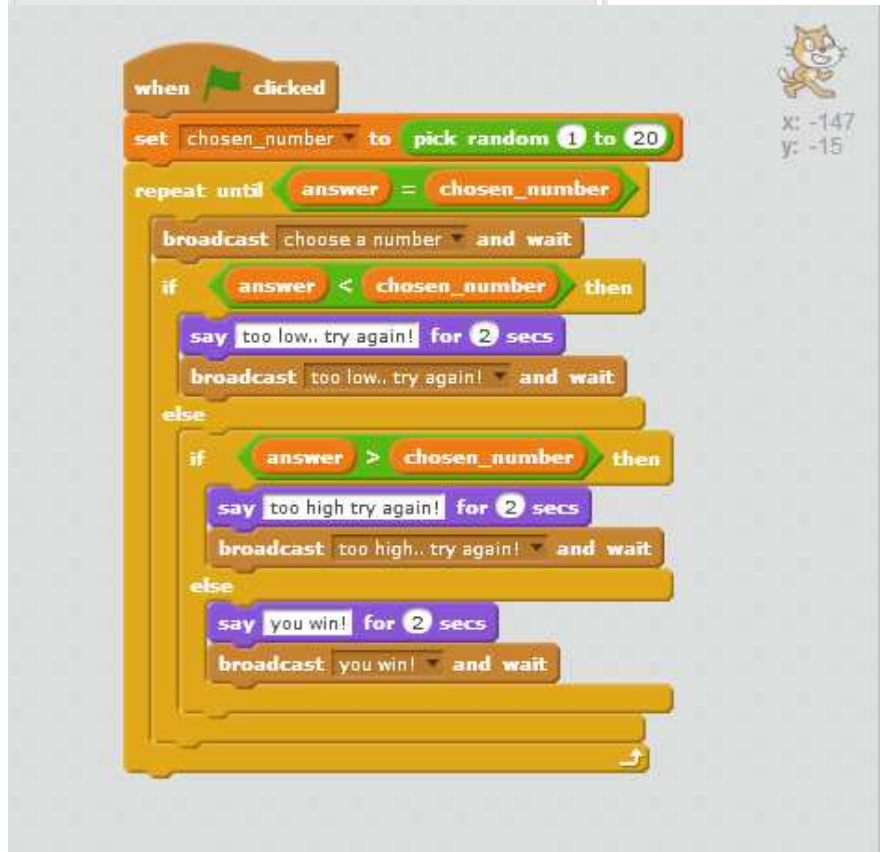 when clicked
set chosen_number to pick random 1 to 20
repeat until answer = chosen_number
broadcast choose a number and wait
if answer < chosen_number then
say too low.. try again! for 2 secs
broadcast too low.. try again! and wait
else
if answer > chosen_number then
say too high try again! for 2 secs
broadcast too high.. try again! and wait
else
say you win! for 2 secs
broadcast you win! and wait
x: -147
y: -15